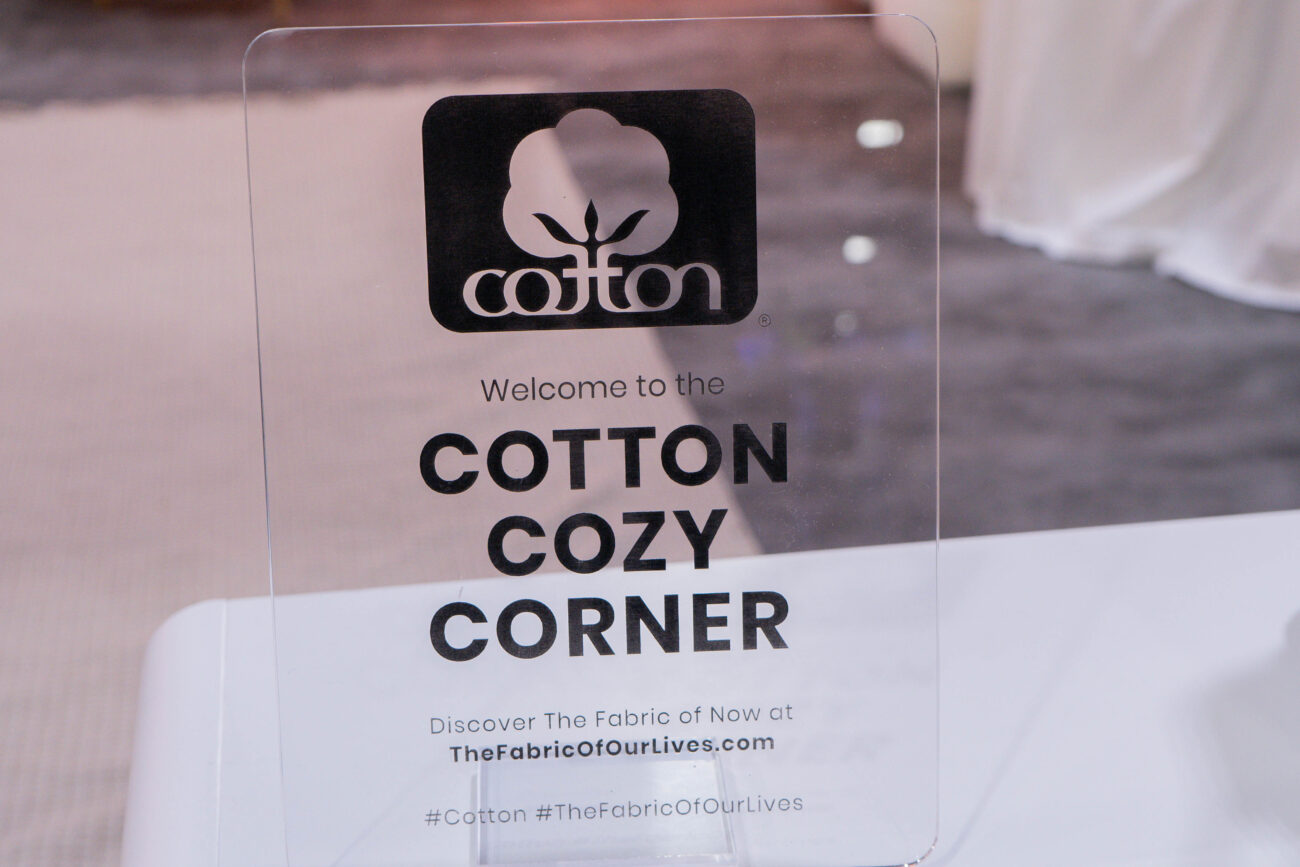 cotton
®
Welcome to the
COTTON
COZY
CORNER
Discover The Fabric of Now at
TheFabricOfOurLives.com
#Cotton #TheFabricOfOurLives